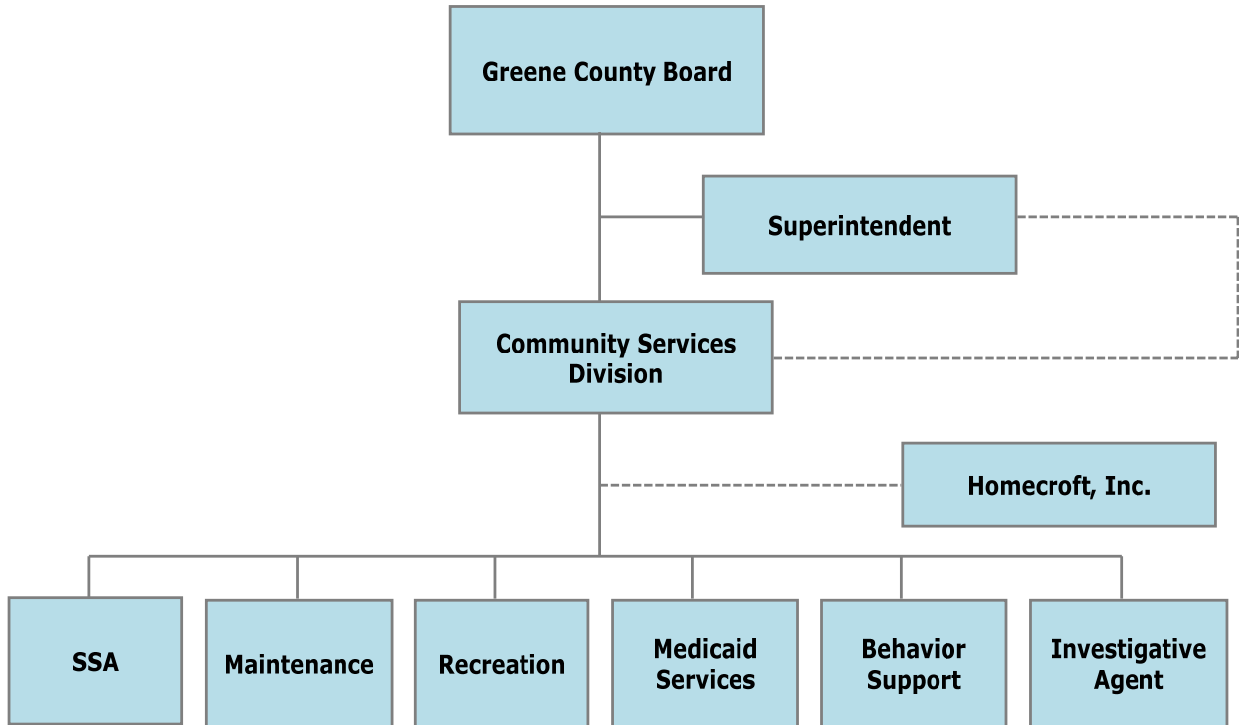 Greene County Board
Superintendent
Community Services
Division
Homecroft, Inc.
SSA
Maintenance
Recreation
Medicaid
Services
Behavior
Support
Investigative
Agent